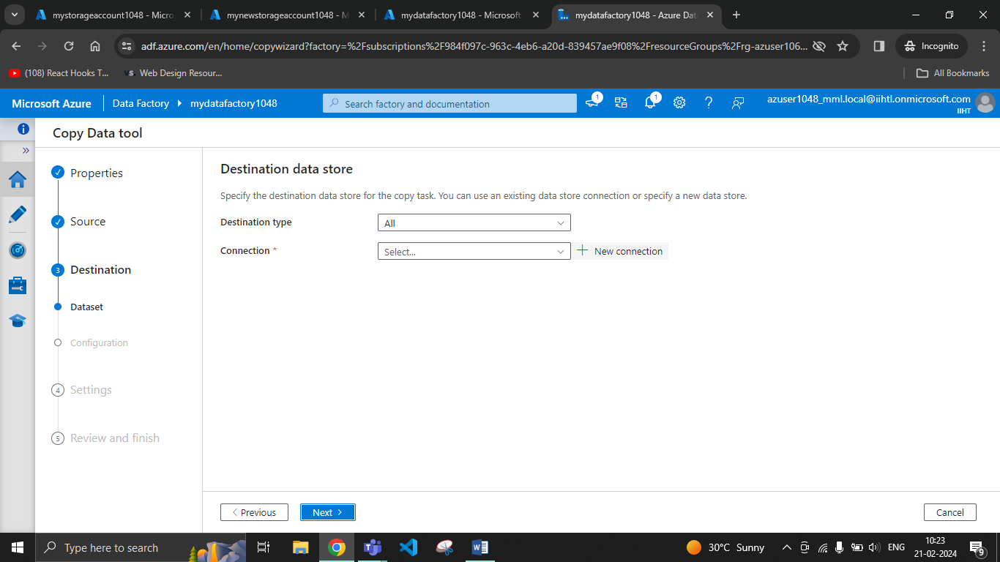 mystorageaccount1048 - Micro
mynewstorageaccount1048 - M
mydatafactory1048 - Microsoft
mydatafactory1048 - Azure Dat
adf.azure.com/en/home/copywizard?factory=%2Fsubscriptions%2F984f097c-963c-4eb6-a20d-839457ae9f08%2FresourceGroups%2Frg-azuser106...
Incognito
(108) React Hooks T...
VS. Web Design Resour...
All Bookmarks
Microsoft Azure
Data Factory
mydatafactory1048
Search factory and documentation
1
1
azuser1048_mml.local@iihtl.onmicrosoft.com
IIHT
Copy Data tool
Properties
Source
3 Destination
Dataset
Configuration
4 Settings
5 Review and finish
Destination data store
Specify the destination data store for the copy task. You can use an existing data store connection or specify a new data store.
Destination type
All
Connection *
Select...
New connection
Previous
Next
Cancel
Type here to search
30°C Sunny
ENG
10:23
21-02-2024
9